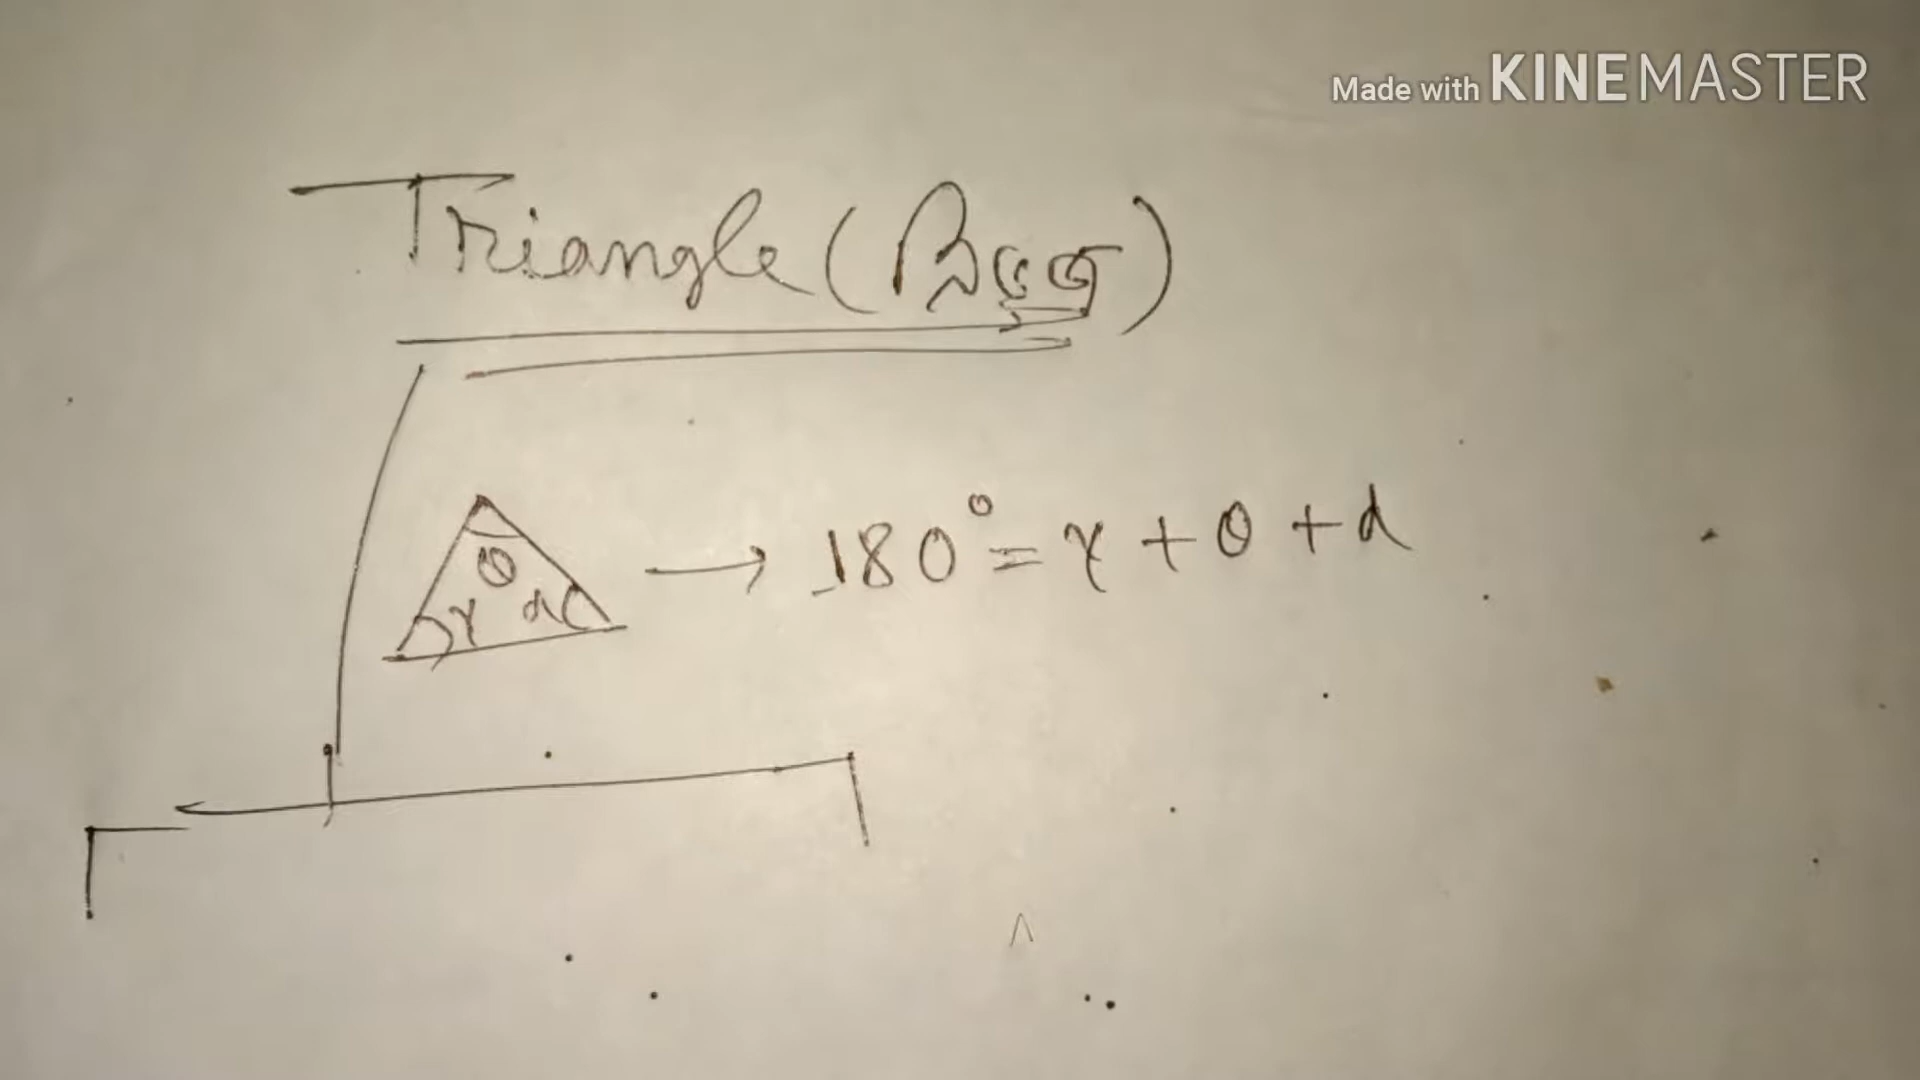 Made with KINEMASTER
Triangle (ত্রিভুজ)
θ
x d
180° = x + θ + d